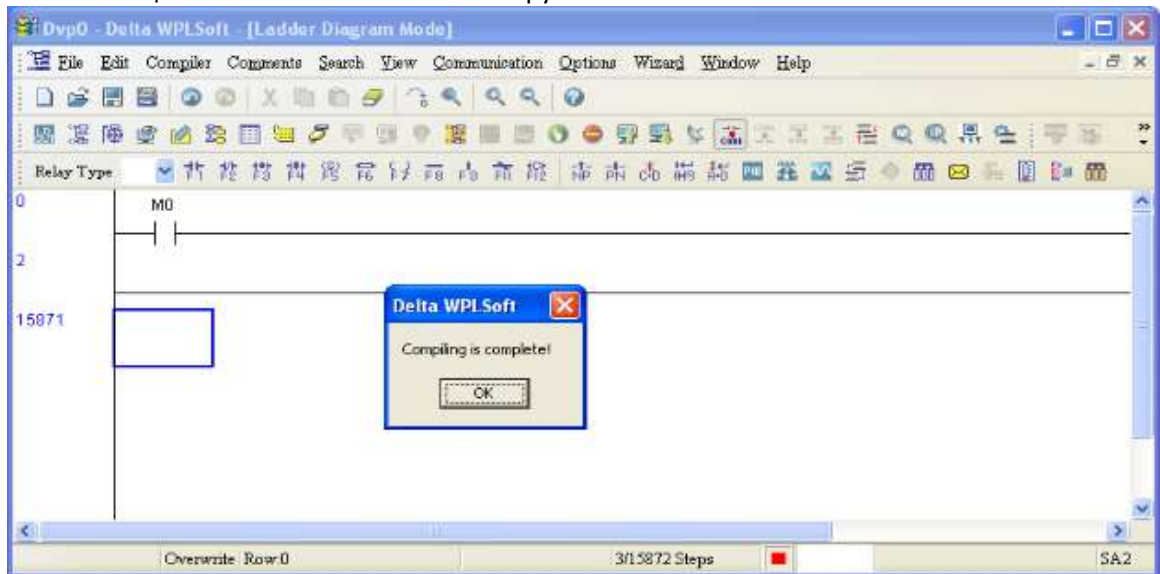 Dvp0 - Delta WPLSoft - [Ladder Diagram Mode]
File Edit Compiler Comments Search View Communication Options Wizard Window Help
Relay Type
0
M0
2
15871
Delta WPLSoft
Compiling is complete!
OK
Overwrite Row:0 3/15872 Steps SA2